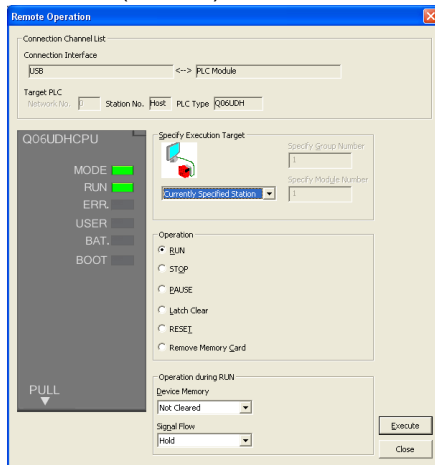 Remote Operation
Connection Channel List
Connection Interface
USB <--> PLC Module
Target PLC
Network No. 0 Station No. Host PLC Type Q06UDH
Q06UDHCPU
MODE
RUN
ERR.
USER
BAT.
BOOT
PULL
Specify Execution Target
Currently Specified Station
Specify Group Number
1
Specify Module Number
1
Operation
RUN
STOP
PAUSE
Latch Clear
RESET
Remove Memory Card
Operation during RUN
Device Memory
Not Cleared
Signal Flow
Hold
Execute
Close